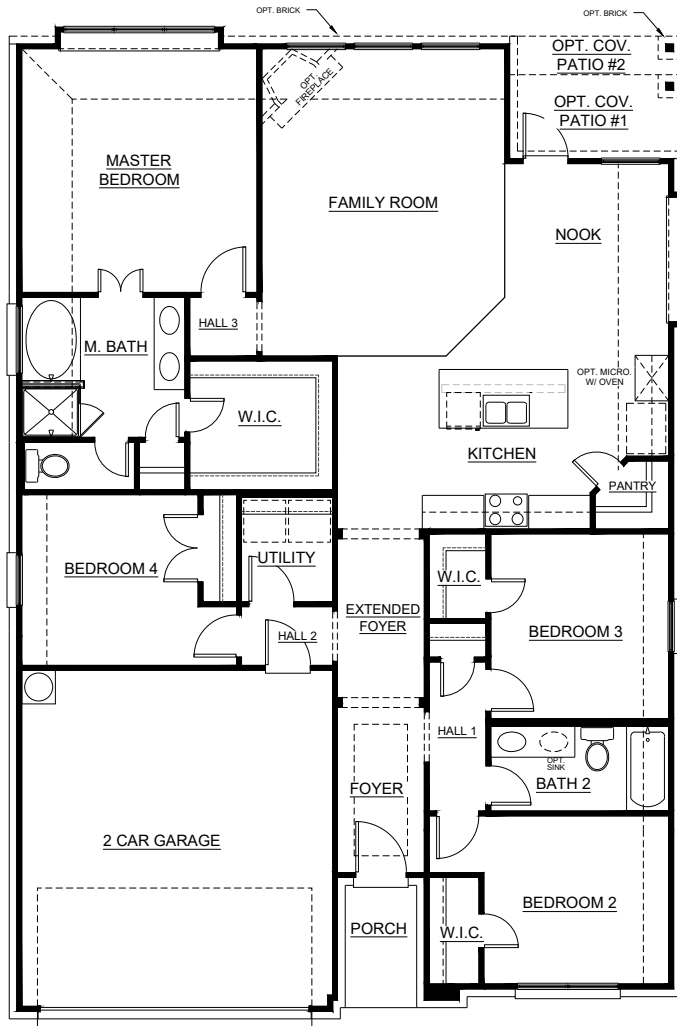 OPT. BRICK
OPT. BRICK
OPT. COV.
PATIO #2
OPT. COV.
PATIO #1
OPT.
FIREPLACE
MASTER
BEDROOM
FAMILY ROOM
NOOK
HALL 3
M. BATH
OPT. MICRO.
W/ OVEN
W.I.C.
KITCHEN
PANTRY
UTILITY
BEDROOM 4
W.I.C.
EXTENDED
FOYER
BEDROOM 3
HALL 2
HALL 1
OPT.
SINK
BATH 2
FOYER
2 CAR GARAGE
BEDROOM 2
PORCH
W.I.C.